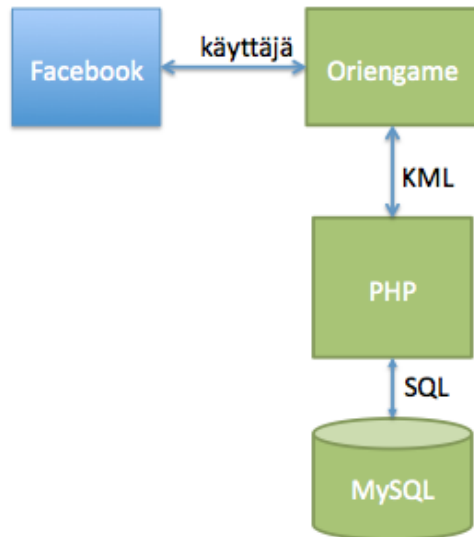 käyttäjä
Facebook
Oriengame
KML
PHP
SQL
MySQL